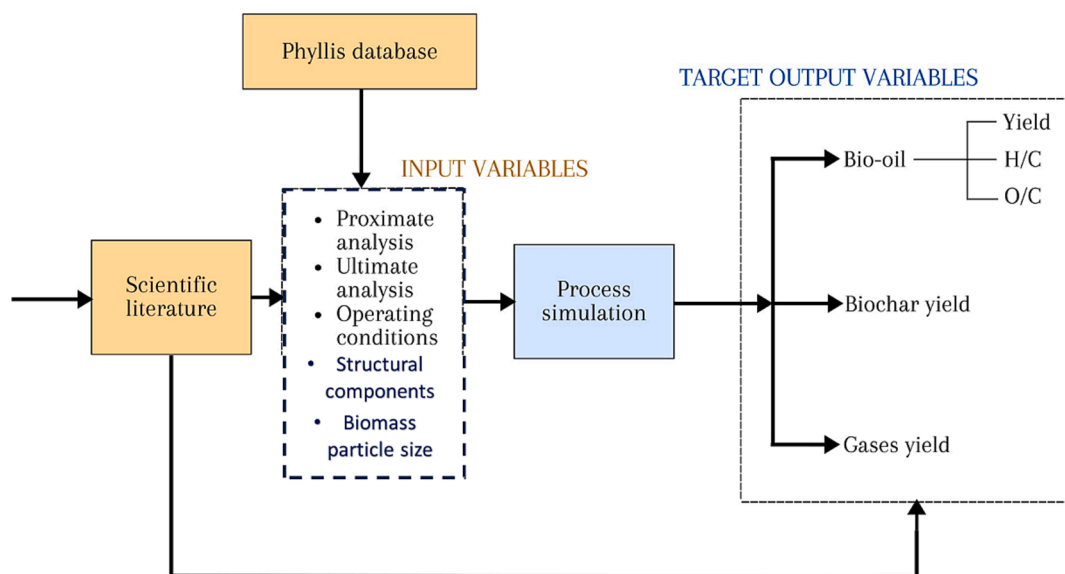 Phyllis database
TARGET OUTPUT VARIABLES
Yield
Bio-oil
H/C
O/C
INPUT VARIABLES
• Proximate
analysis
• Ultimate
analysis
• Operating
conditions
• Structural
components
• Biomass
particle size
Scientific
literature
Process
simulation
Biochar yield
Gases yield